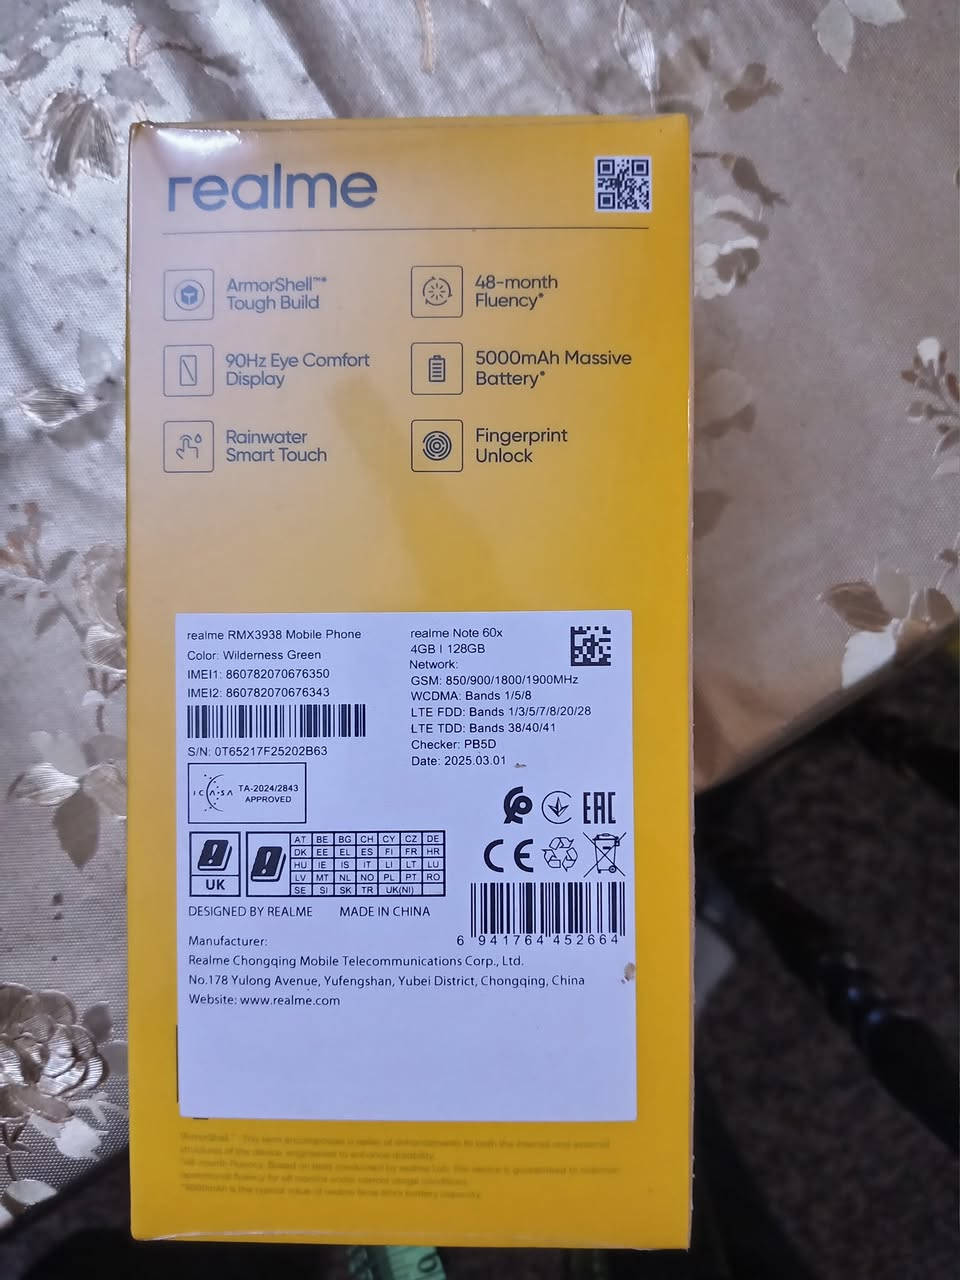 realme
ArmorShell™*
Tough Build
48-month
Fluency*
90Hz Eye Comfort
Display
5000mAh Massive
Battery*
Rainwater
Smart Touch
Fingerprint
Unlock
realme RMX3938 Mobile Phone
Color: Wilderness Green
IMEI1: 860782070676350
IMEI2: 860782070676343
S/N: 0T65217F25202B63
realme Note 60x
4GB | 128GB
Network:
GSM: 850/900/1800/1900MHz
WCDMA: Bands 1/5/8
LTE FDD: Bands 1/3/5/7/8/20/28
LTE TDD: Bands 38/40/41
Checker: PB5D
Date: 2025.03.01
ICASA TA-2024/2843
APPROVED
EAC
CE
UK
AT BE BG CH CY CZ DE
DK EE EL ES FI FR HR
HU IE IS IT LI LT LU
LV MT NL NO PL PT RO
SE SI SK TR UK(NI)
DESIGNED BY REALME MADE IN CHINA
6 941764 452664
Manufacturer:
Realme Chongqing Mobile Telecommunications Corp., Ltd.
No.178 Yulong Avenue, Yufengshan, Yubei District, Chongqing, China
Website: www.realme.com